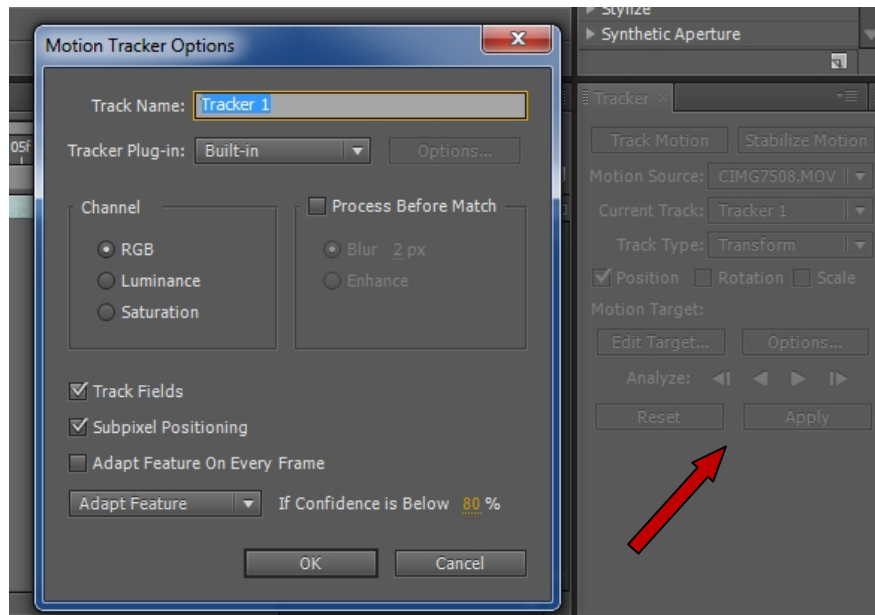 Motion Tracker Options
Track Name: Tracker 1
Tracker Plug-in: Built-in Options...
Channel
RGB
Luminance
Saturation
Process Before Match
Blur 2 px
Enhance
Track Fields
Subpixel Positioning
Adapt Feature On Every Frame
Adapt Feature If Confidence is Below 80 %
OK Cancel
05f
Stylize
Synthetic Aperture
Tracker
Track Motion Stabilize Motion
Motion Source: CIMG7508.MOV
Current Track: Tracker 1
Track Type: Transform
Position Rotation Scale
Motion Target:
Edit Target... Options...
Analyze:
Reset Apply